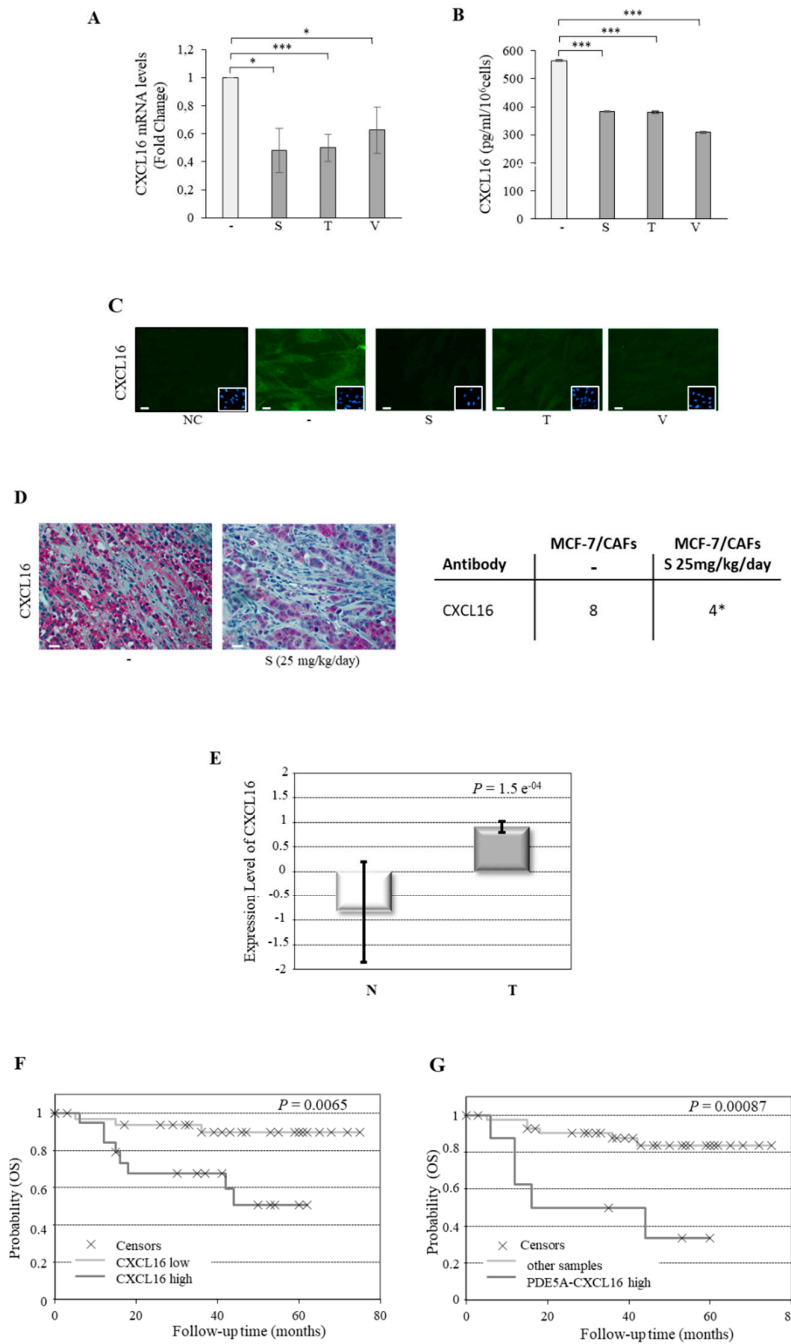 A
CXCL16 mRNA levels
(Fold Change)
1,2
1
0,8
0,6
0,4
0,2
0
*
***
*
- S T V
B
CXCL16 (pg/ml/10⁶cells)
600
500
400
300
200
100
0
***
***
***
- S T V
C
CXCL16
NC - S T V
D
CXCL16
- S (25 mg/kg/day)
Antibody MCF-7/CAFs - MCF-7/CAFs S 25mg/kg/day
CXCL16 8 4*
E
Expression Level of CXCL16
2
1.5
1
0.5
0
-0.5
-1
-1.5
-2
P = 1.5 e⁻⁰⁴
N T
F
Probability (OS)
1
0.8
0.6
0.4
0.2
P = 0.0065
Censors
CXCL16 low
CXCL16 high
0 20 40 60 80
Follow-up time (months)
G
Probability (OS)
1
0.8
0.6
0.4
0.2
P = 0.00087
Censors
other samples
PDE5A-CXCL16 high
0 20 40 60 80
Follow-up time (months)